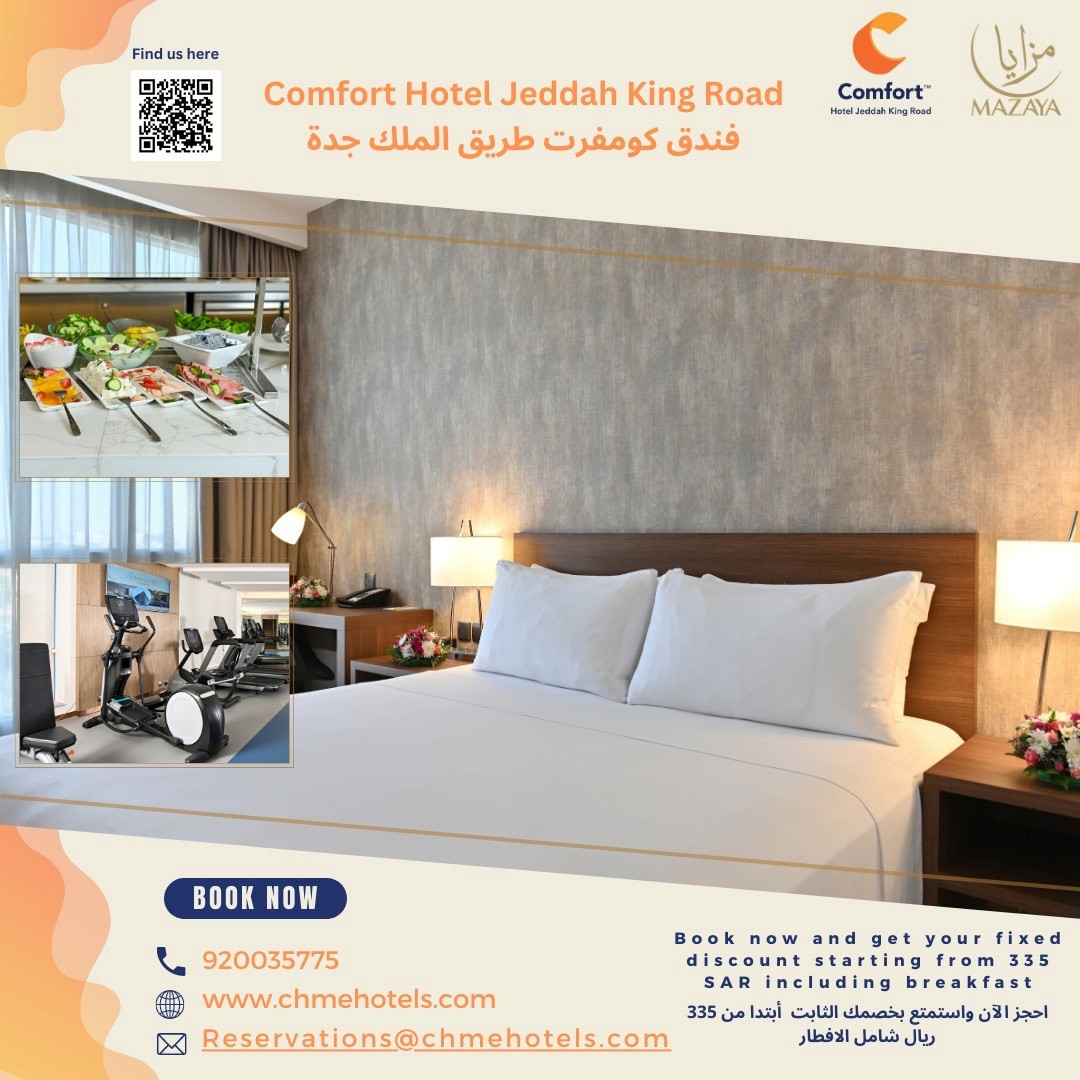 Find us here
Comfort Hotel Jeddah King Road
فندق كومفرت طريق الملك جدة
Comfort™
Hotel Jeddah King Road
مزايا
MAZAYA
BOOK NOW
920035775
www.chmehotels.com
Reservations@chmehotels.com
Book now and get your fixed
discount starting from 335
SAR including breakfast
احجز الآن واستمتع بخصمك الثابت أبتدا من 335
ريال شامل الافطار